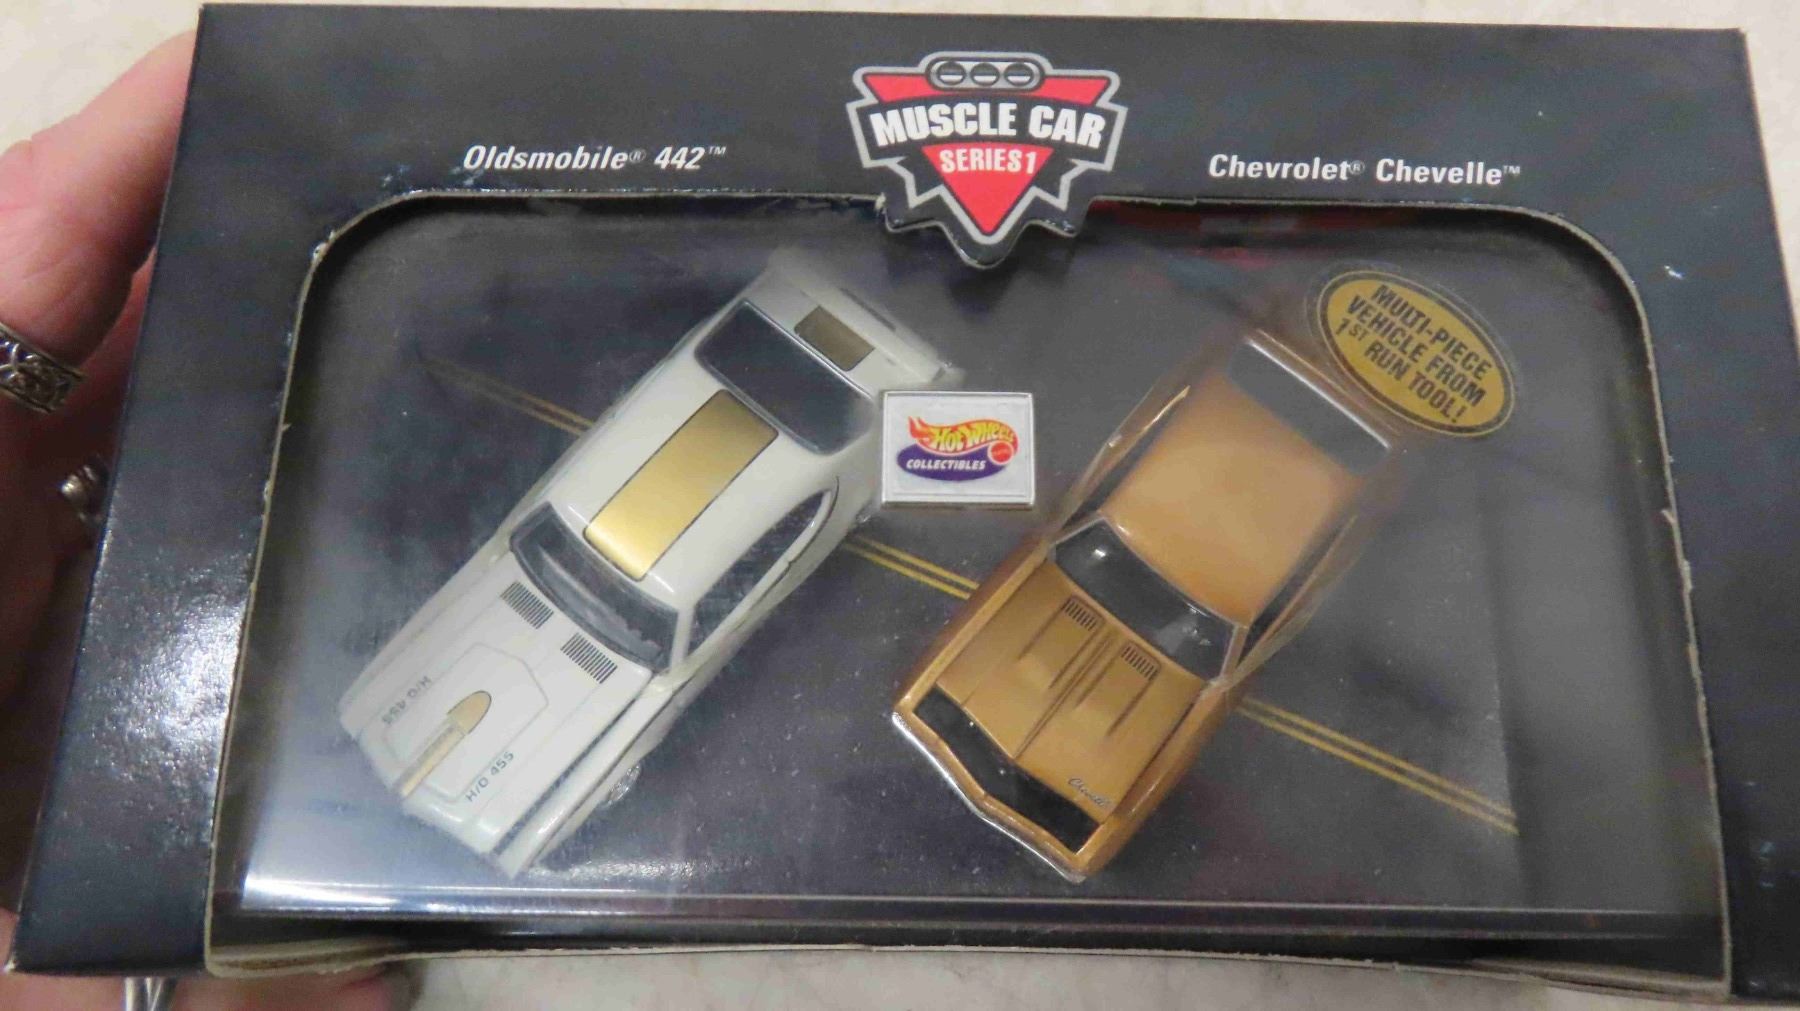 MUSCLE CAR
SERIES 1
Oldsmobile® 442™
Chevrolet® Chevelle™
MULTI-PIECE
VEHICLE FROM
1ST RUN TOOL!
Hot Wheels
COLLECTIBLES
H/O 455
H/O 455
Chevelle